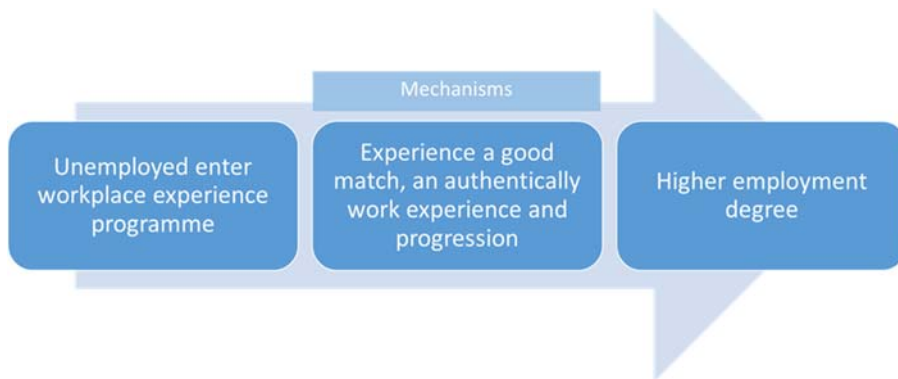 Mechanisms
Unemployed enter
workplace experience
programme
Experience a good
match, an authentically
work experience and
progression
Higher employment
degree